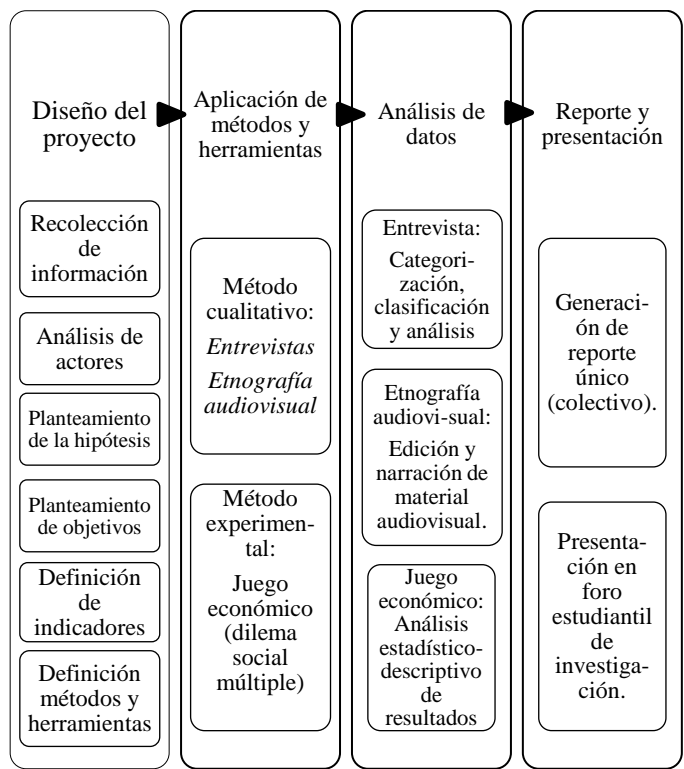 Diseño del
proyecto
Recolección
de
información
Análisis de
actores
Planteamiento
de la hipótesis
Planteamiento
de objetivos
Definición
de
indicadores
Definición
métodos y
herramientas
Aplicación de
métodos y
herramientas
Método
cualitativo:
Entrevistas
Etnografía
audiovisual
Método
experimen-
tal:
Juego
económico
(dilema
social
múltiple)
Análisis de
datos
Entrevista:
Categori-
zación,
clasificación
y análisis
Etnografía
audiovi-sual:
Edición y
narración de
material
audiovisual.
Juego
económico:
Análisis
estadístico-
descriptivo
de
resultados
Reporte y
presentación
Generaci-
ón de
reporte
único
(colectivo).
Presenta-
ción en
foro
estudiantil
de
investiga-
ción.